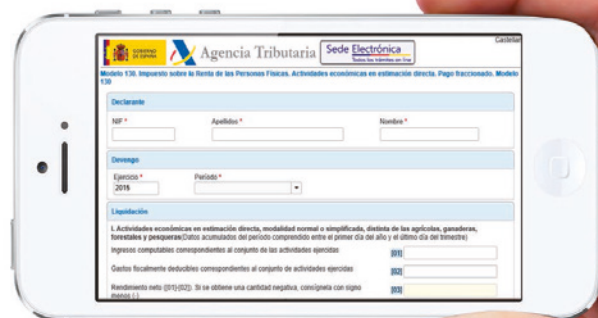 Castellan
GOBIERNO
DE ESPAÑA
Agencia Tributaria
Sede Electrónica
Todos los trámites on line
Modelo 130. Impuesto sobre la Renta de las Personas Físicas. Actividades económicas en estimación directa. Pago fraccionado. Modelo
130
Declarante
NIF * Apellidos * Nombre *
Devengo
Ejercicio * Periodo *
2015
Liquidación
I. Actividades económicas en estimación directa, modalidad normal o simplificada, distinta de las agrícolas, ganaderas,
forestales y pesqueras(Datos acumulados del período comprendido entre el primer día del año y el último día del trimestre)
Ingresos computables correspondientes al conjunto de las actividades ejercidas [01]
Gastos fiscalmente deducibles correspondientes al conjunto de actividades ejercidas [02]
Rendimiento neto ([01]-[02]). Si se obtiene una cantidad negativa, consígnela con signo [03]
menos (-)